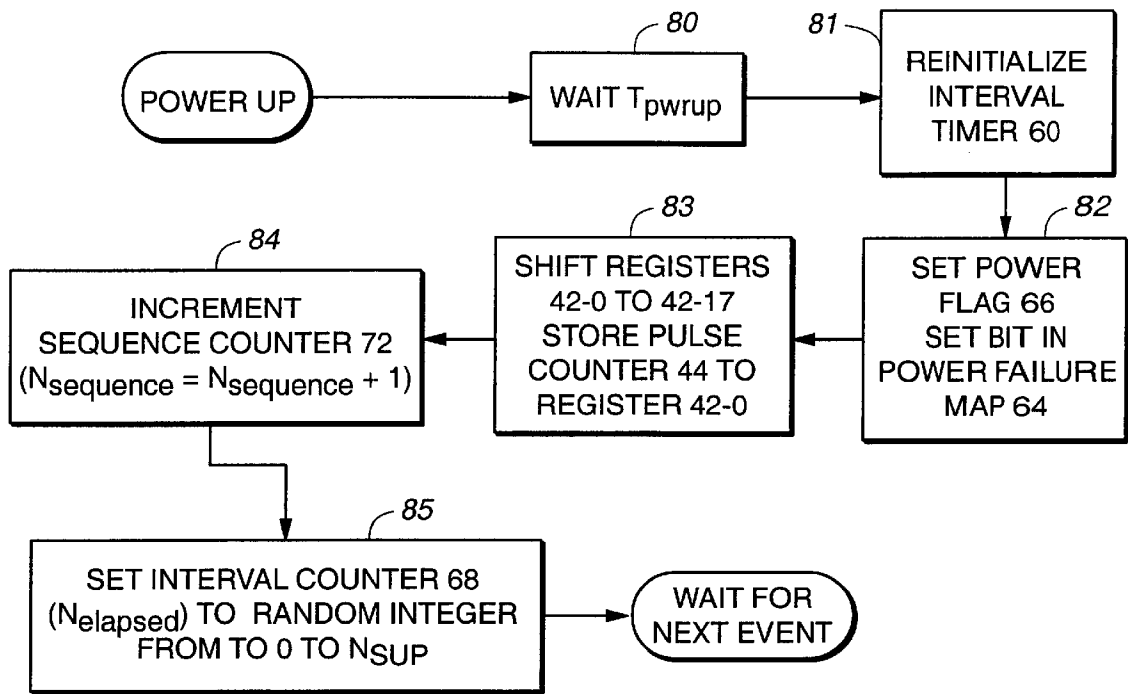 POWER UP
80
WAIT Tpwrup
81
REINITIALIZE
INTERVAL
TIMER 60
82
SET POWER
FLAG 66
SET BIT IN
POWER FAILURE
MAP 64
83
SHIFT REGISTERS
42-0 TO 42-17
STORE PULSE
COUNTER 44 TO
REGISTER 42-0
84
INCREMENT
SEQUENCE COUNTER 72
(Nsequence = Nsequence + 1)
85
SET INTERVAL COUNTER 68
(Nelapsed) TO RANDOM INTEGER
FROM TO 0 TO NSUP
WAIT FOR
NEXT EVENT